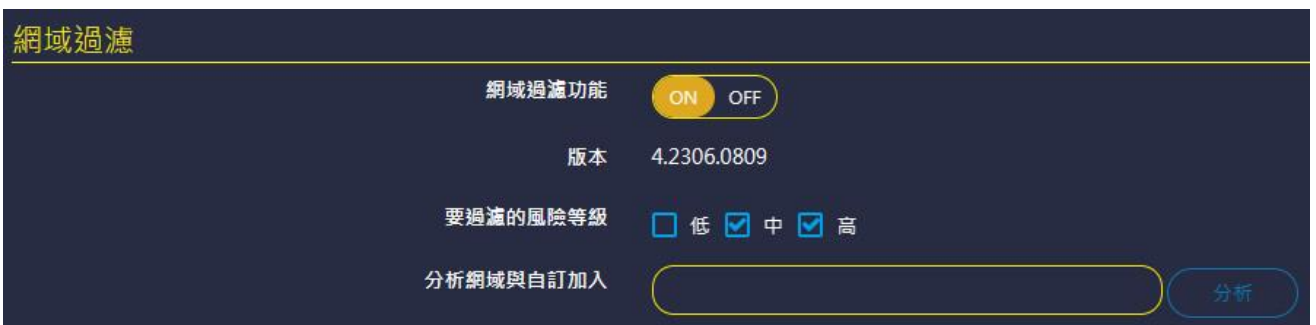 網域過濾
網域過濾功能 ON OFF
版本 4.2306.0809
要過濾的風險等級 低 中 高
分析網域與自訂加入 分析